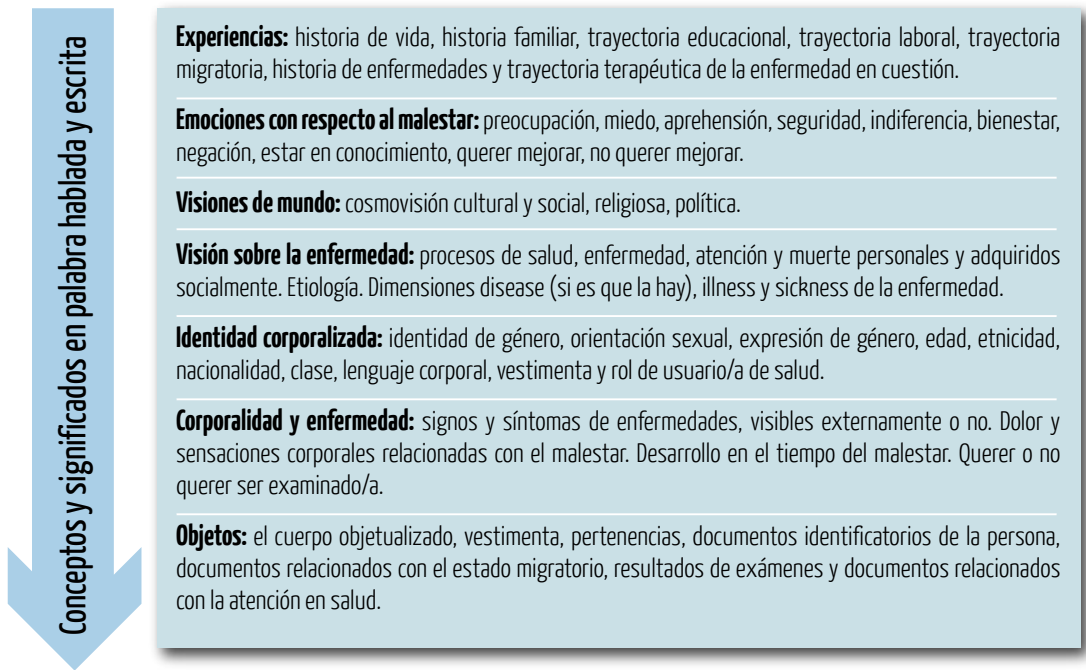 Conceptos y significados en palabra hablada y escrita
Experiencias: historia de vida, historia familiar, trayectoria educacional, trayectoria laboral, trayectoria
migratoria, historia de enfermedades y trayectoria terapéutica de la enfermedad en cuestión.
Emociones con respecto al malestar: preocupación, miedo, aprehensión, seguridad, indiferencia, bienestar,
negación, estar en conocimiento, querer mejorar, no querer mejorar.
Visiones de mundo: cosmovisión cultural y social, religiosa, política.
Visión sobre la enfermedad: procesos de salud, enfermedad, atención y muerte personales y adquiridos
socialmente. Etiología. Dimensiones disease (si es que la hay), illness y sickness de la enfermedad.
Identidad corporalizada: identidad de género, orientación sexual, expresión de género, edad, etnicidad,
nacionalidad, clase, lenguaje corporal, vestimenta y rol de usuario/a de salud.
Corporalidad y enfermedad: signos y síntomas de enfermedades, visibles externamente o no. Dolor y
sensaciones corporales relacionadas con el malestar. Desarrollo en el tiempo del malestar. Querer o no
querer ser examinado/a.
Objetos: el cuerpo objetualizado, vestimenta, pertenencias, documentos identificatorios de la persona,
documentos relacionados con el estado migratorio, resultados de exámenes y documentos relacionados
con la atención en salud.